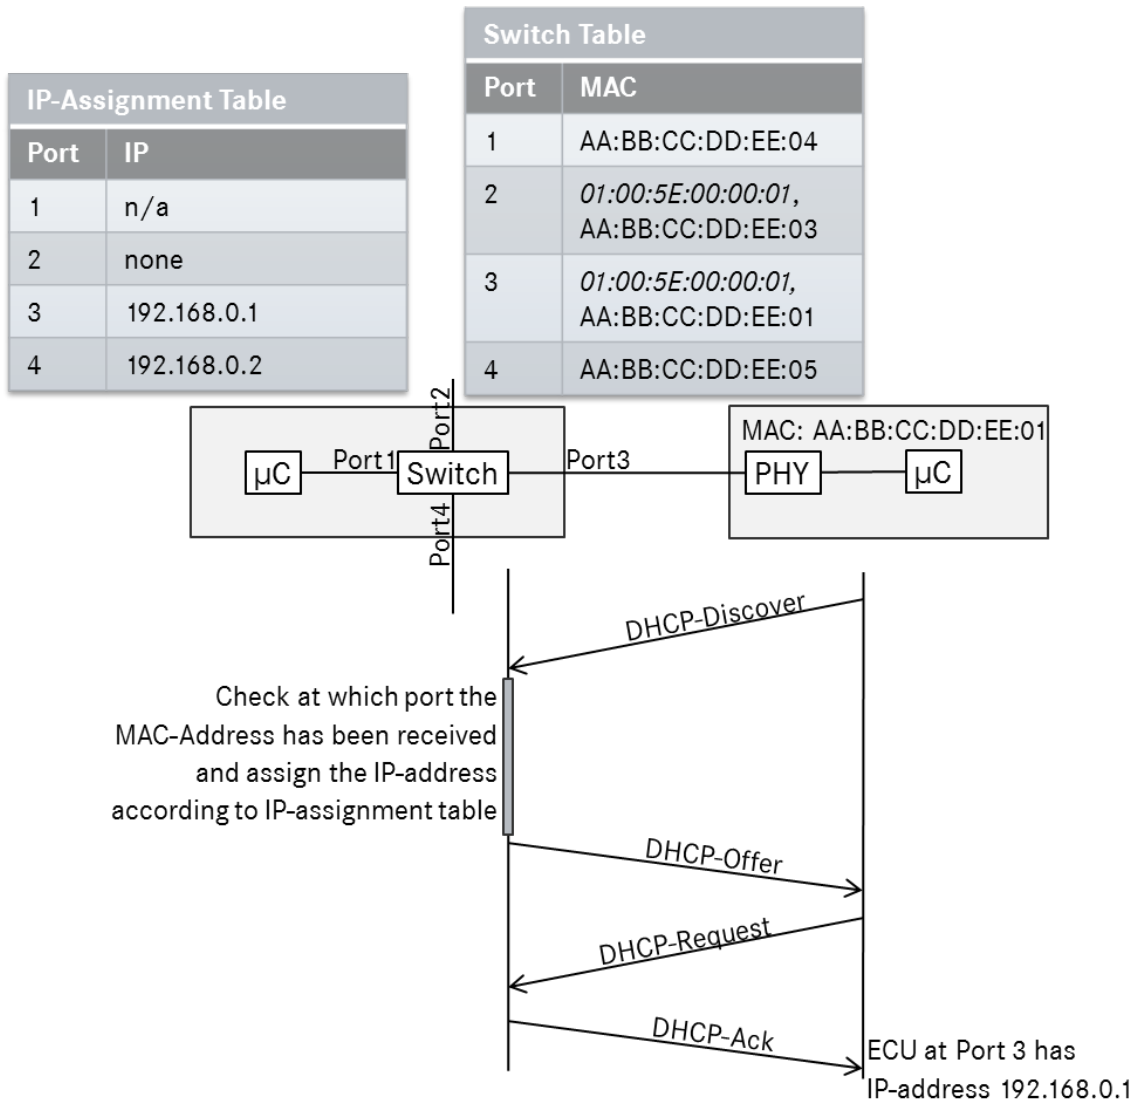 Switch Table
Port MAC
1 AA:BB:CC:DD:EE:04
2 01:00:5E:00:00:01,
AA:BB:CC:DD:EE:03
3 01:00:5E:00:00:01,
AA:BB:CC:DD:EE:01
4 AA:BB:CC:DD:EE:05
IP-Assignment Table
Port IP
1 n/a
2 none
3 192.168.0.1
4 192.168.0.2
Port2
MAC: AA:BB:CC:DD:EE:01
µC
Port1
Switch
Port3
PHY
µC
Port4
DHCP-Discover
Check at which port the
MAC-Address has been received
and assign the IP-address
according to IP-assignment table
DHCP-Offer
DHCP-Request
DHCP-Ack
ECU at Port 3 has
IP-address 192.168.0.1